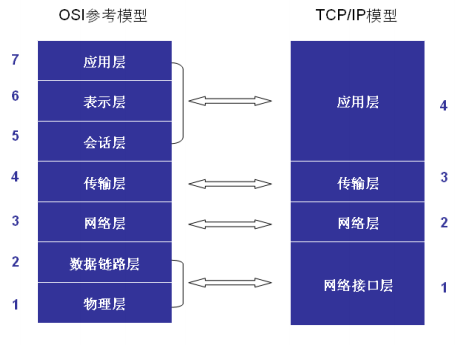 OSI参考模型
TCP/IP模型
7
应用层
6
表示层
5
会话层
4
传输层
3
网络层
2
数据链路层
1
物理层
应用层
4
传输层
3
网络层
2
网络接口层
1